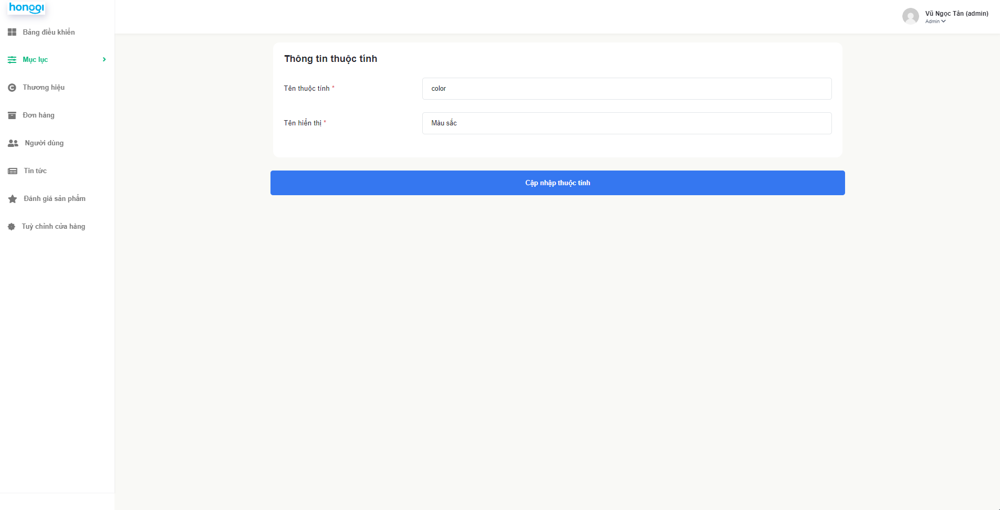 honggi
Bảng điều khiển
Mục lục
Thương hiệu
Đơn hàng
Người dùng
Tin tức
Đánh giá sản phẩm
Tuỳ chỉnh cửa hàng
Vũ Ngọc Tân (admin)
Admin
Thông tin thuộc tính
Tên thuộc tính *
color
Tên hiển thị *
Màu sắc
Cập nhập thuộc tính